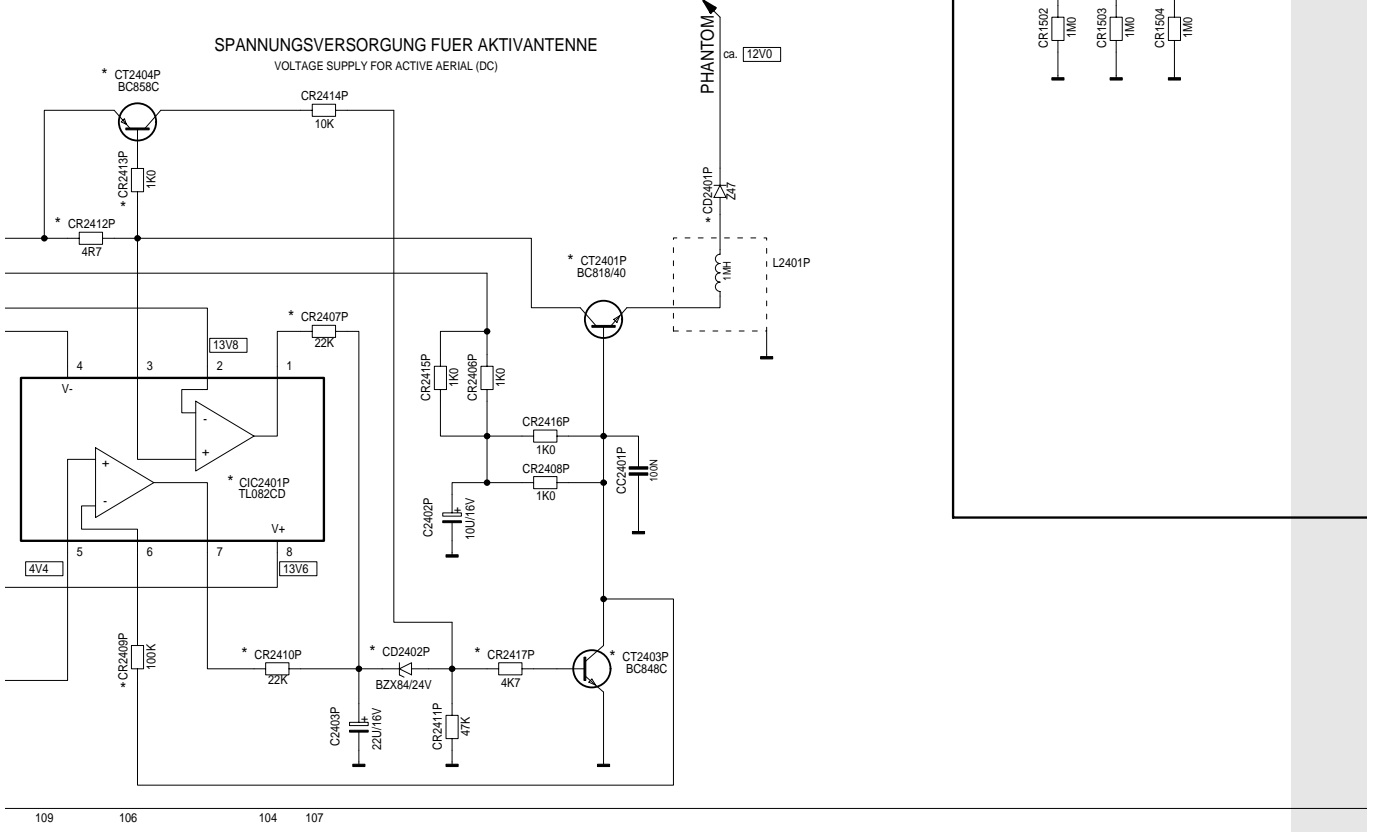 SPANNUNGSVERSORGUNG FUER AKTIVANTENNE
VOLTAGE SUPPLY FOR ACTIVE AERIAL (DC)
PHANTOM
ca. 12V0
CR1502
1M0
CR1503
1M0
CR1504
1M0
* CT2404P
BC858C
CR2414P
10K
* CR2413P
1K0
* CR2412P
4R7
* CD2401P
Z47
* CT2401P
BC818/40
1MH
L2401P
* CR2407P
22K
13V8
4
3
2
1
V-
-
+
+
-
* CIC2401P
TL082CD
V+
5
6
7
8
4V4
13V6
CR2415P
1K0
CR2406P
1K0
CR2416P
1K0
CR2408P
1K0
CC2401P
100N
C2402P
+
10U/16V
* CR2409P
100K
* CR2410P
22K
* CD2402P
BZX84/24V
* CR2417P
4K7
* CT2403P
BC848C
C2403P
+
22U/16V
CR2411P
47K
109
106
104
107